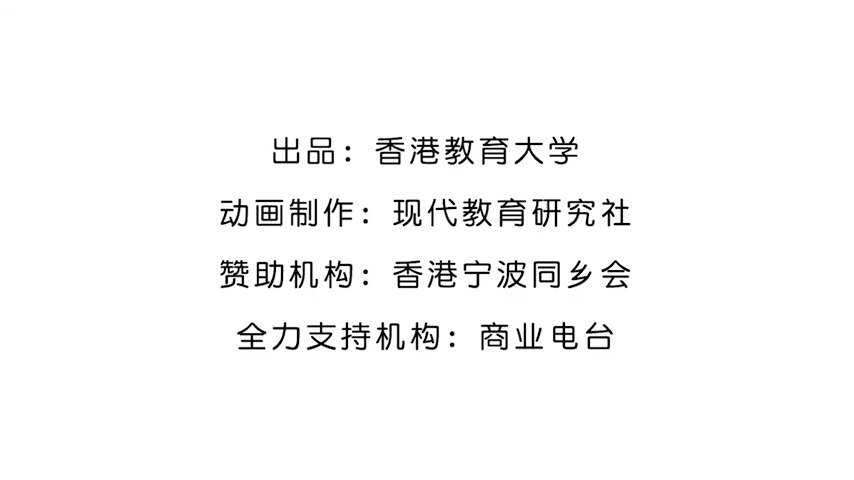 出品：香港教育大学
动画制作：现代教育研究社
赞助机构：香港宁波同乡会
全力支持机构：商业电台